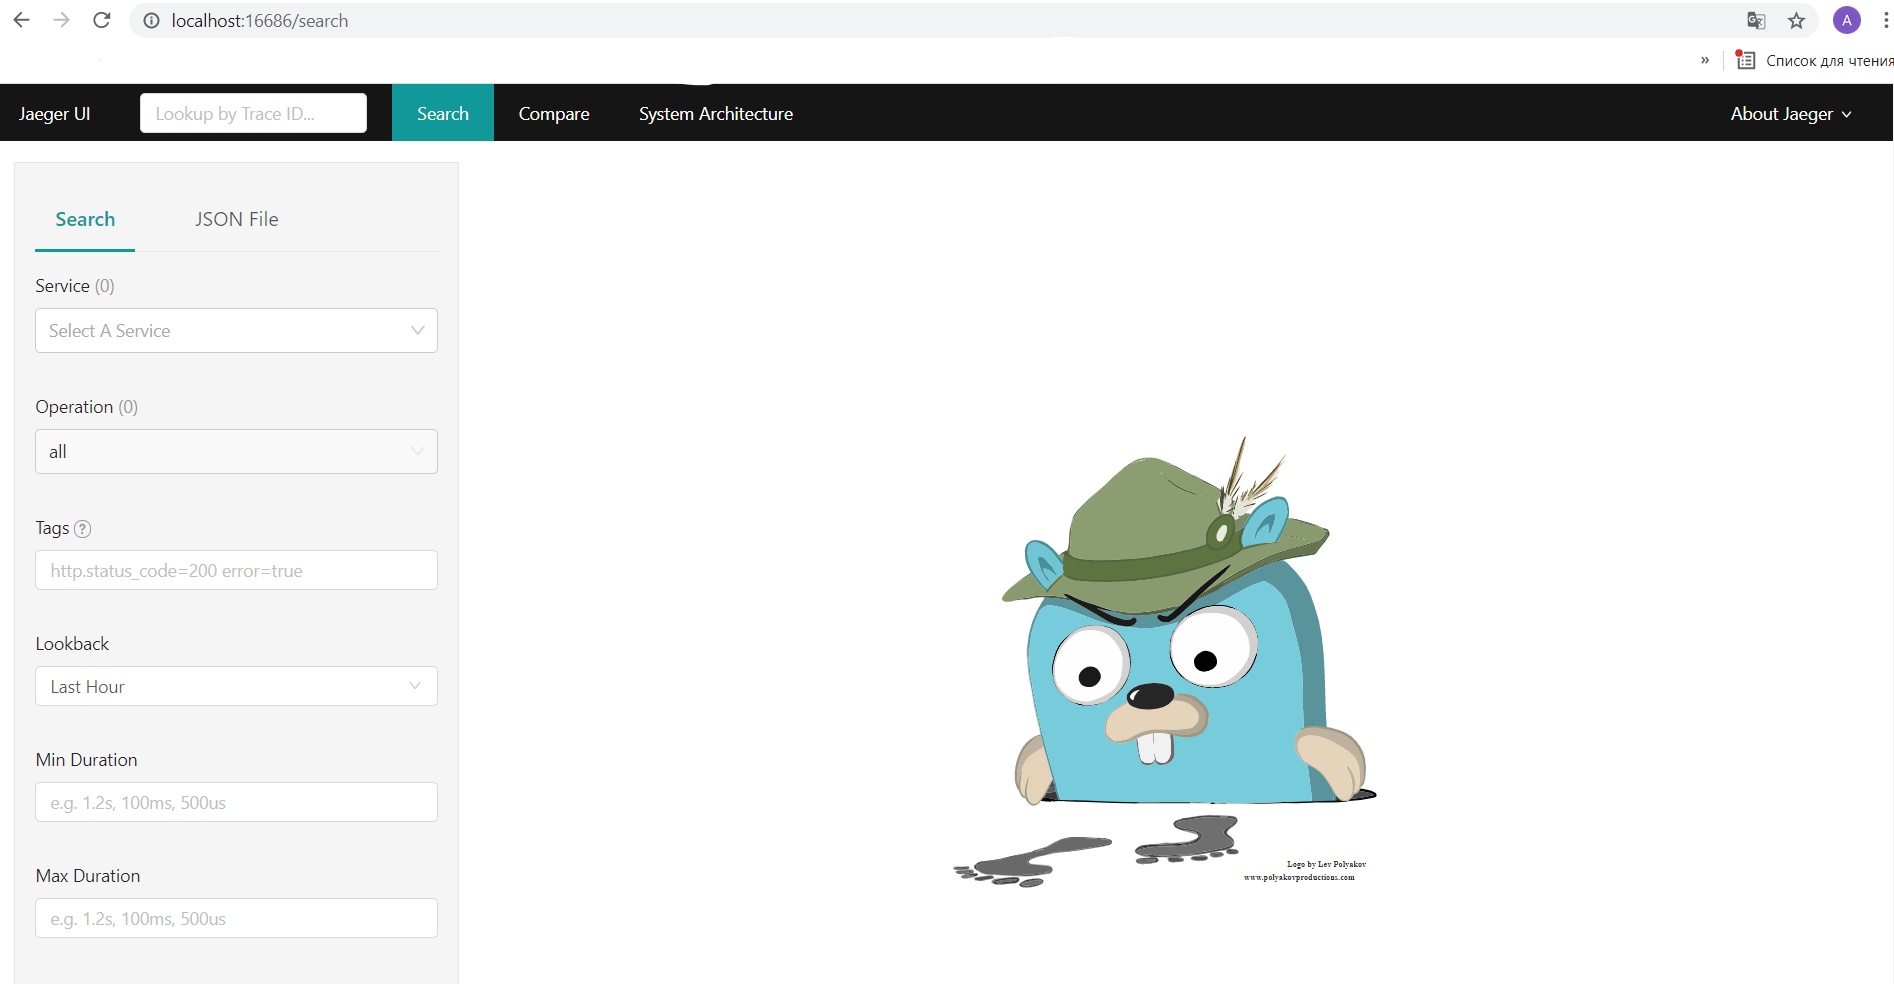 localhost:16686/search
A
»
Список для чтения
Jaeger UI
Lookup by Trace ID...
Search
Compare
System Architecture
About Jaeger
Search
JSON File
Service (0)
Select A Service
Operation (0)
all
Tags ?
http.status_code=200 error=true
Lookback
Last Hour
Min Duration
e.g. 1.2s, 100ms, 500us
Max Duration
e.g. 1.2s, 100ms, 500us
Logo by Lev Polyakov
www.polyakovproductions.com